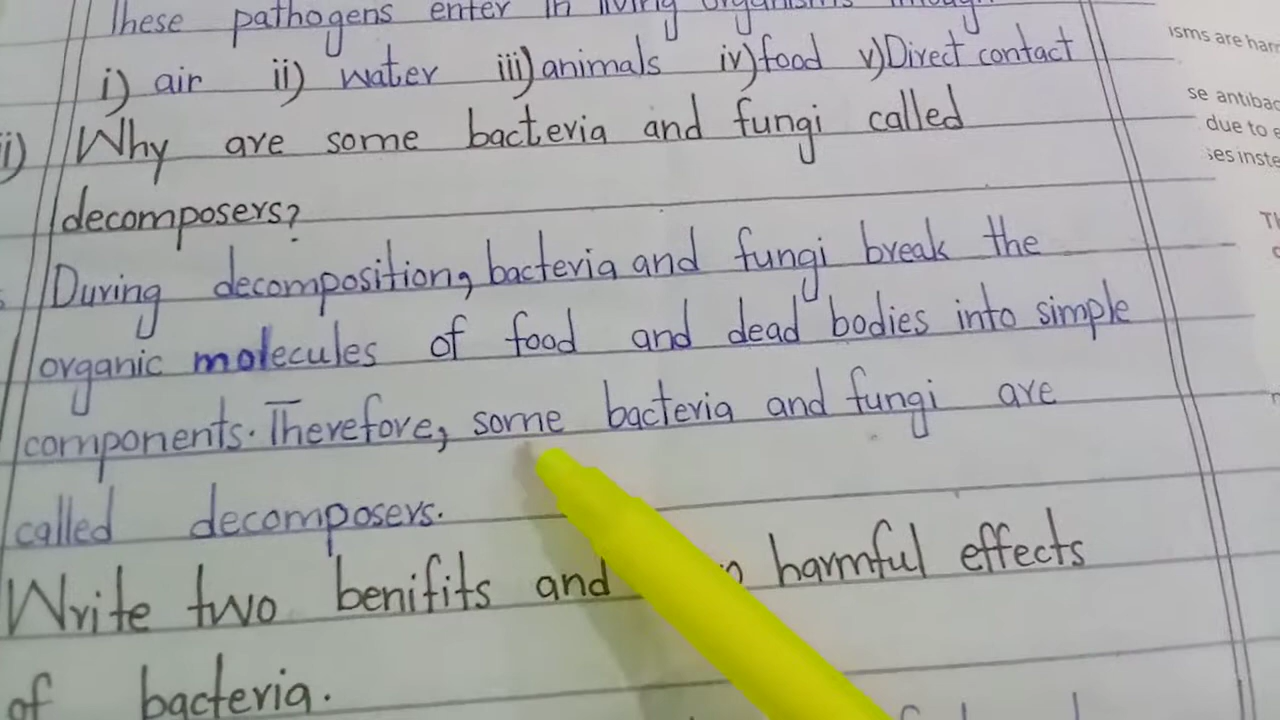 These pathogens enter in living organisms through
i) air ii) water iii) animals iv) food v) Direct contact
ii) Why are some bacteria and fungi called
decomposers?
During decomposition, bacteria and fungi break the
organic molecules of food and dead bodies into simple
components. Therefore, some bacteria and fungi are
called decomposers.
Write two benifits and harmful effects
of bacteria.
isms are har
se antibac
due to e
ses inste